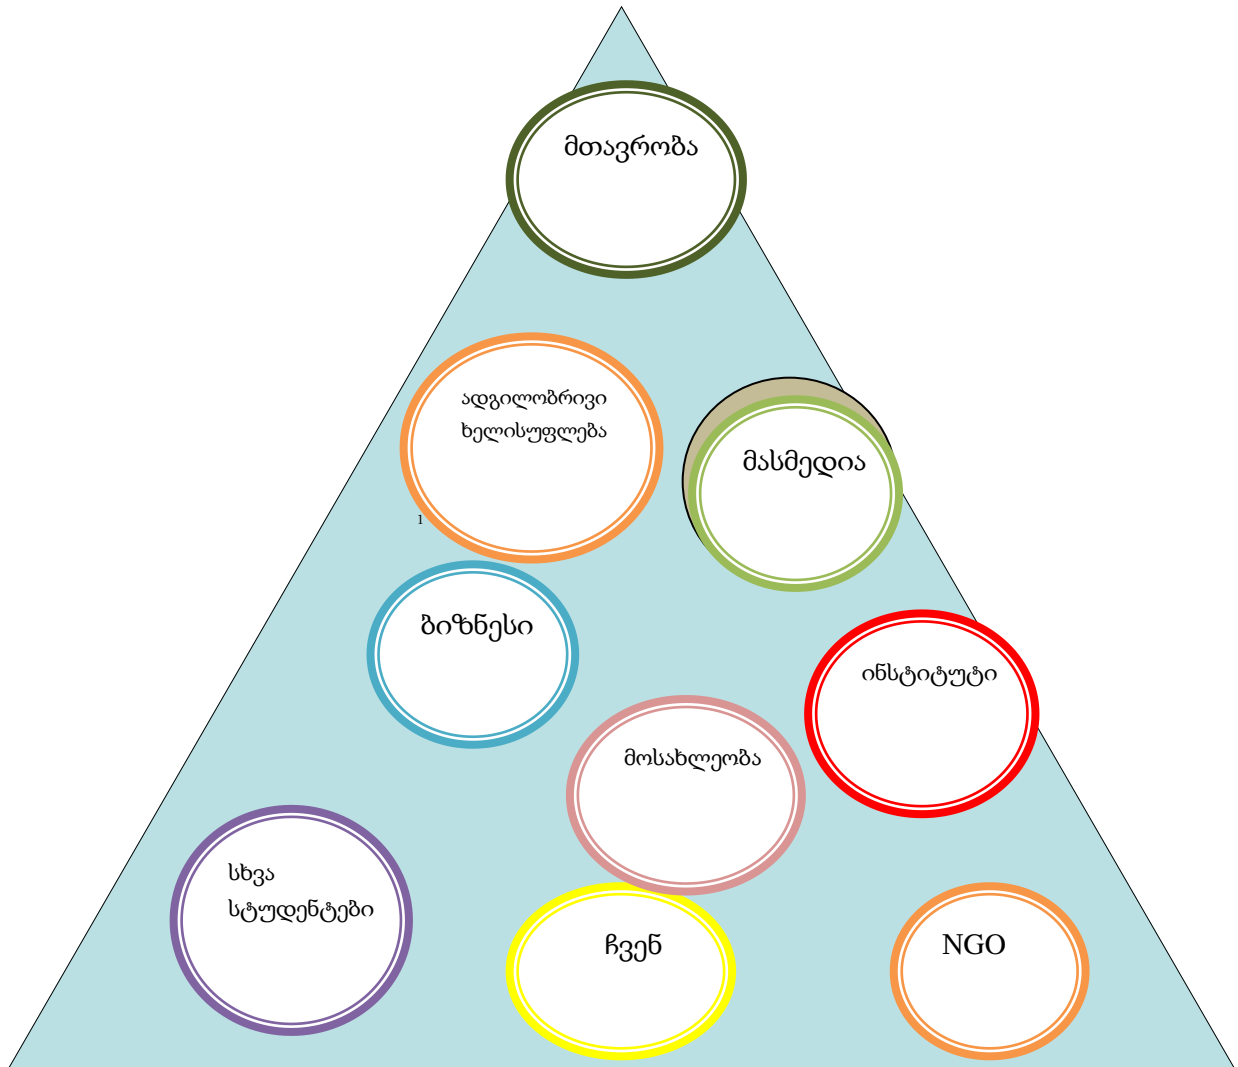 მთავრობა
ადგილობრივი
ხელისუფლება
მასმედია
1
ბიზნესი
ინსტიტუტი
მოსახლეობა
სხვა
სტუდენტები
ჩვენ
NGO